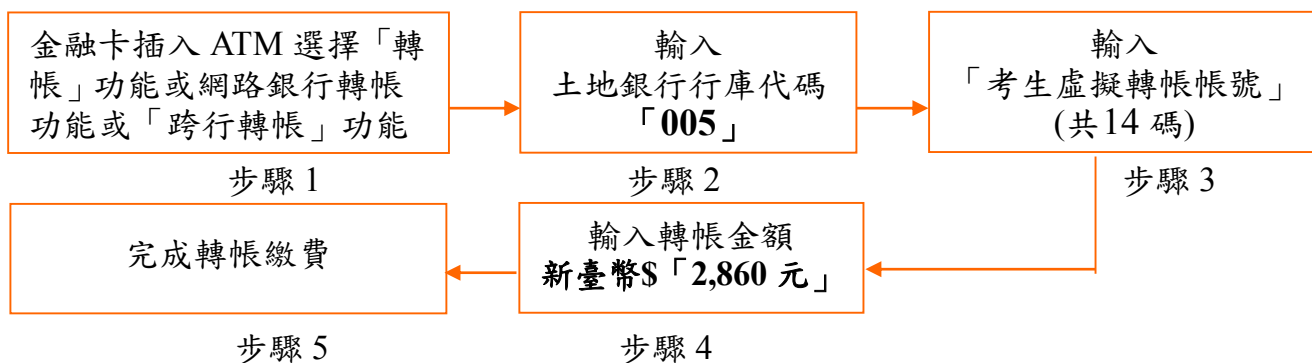 金融卡插入 ATM 選擇「轉
帳」功能或網路銀行轉帳
功能或「跨行轉帳」功能
步驟 1
輸入
土地銀行行庫代碼
「005」
步驟 2
輸入
「考生虛擬轉帳帳號」
(共14 碼)
步驟 3
輸入轉帳金額
新臺幣$「2,860 元」
步驟 4
完成轉帳繳費
步驟 5